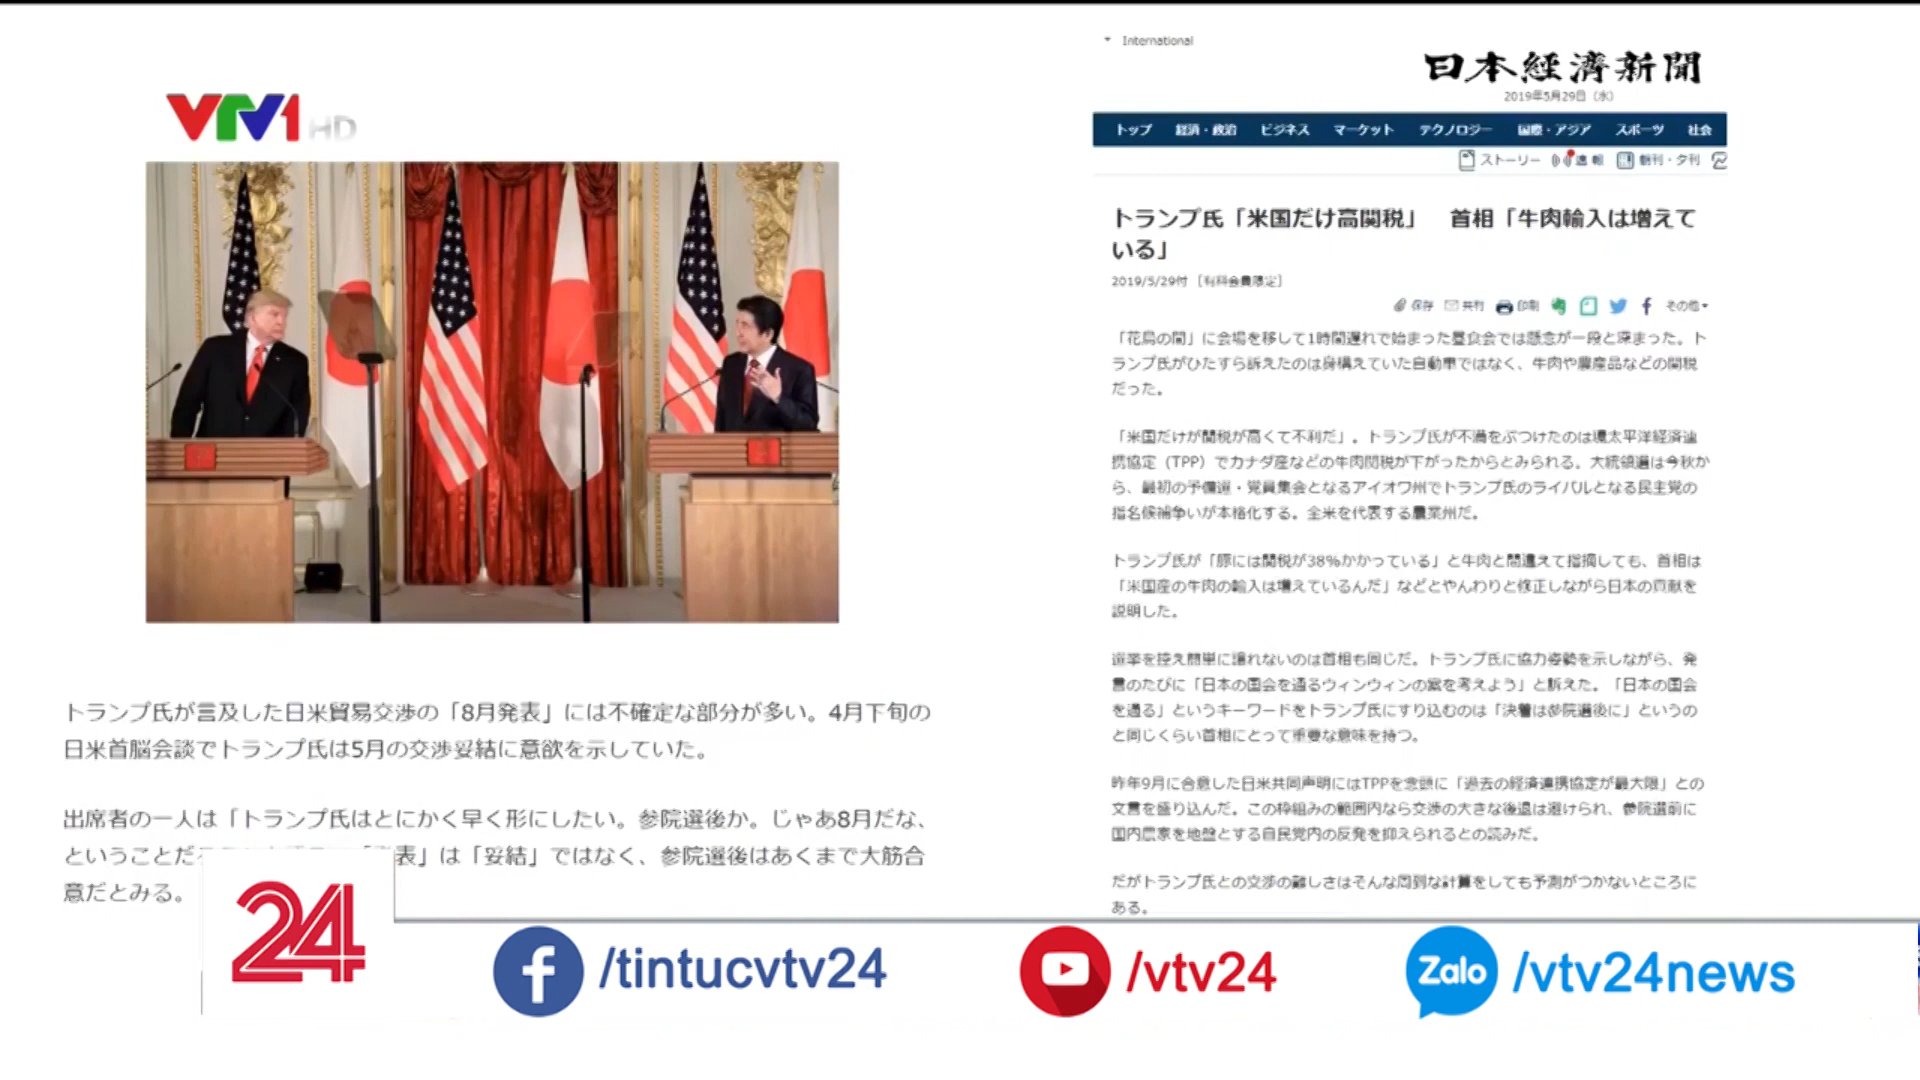 VTV1 HD
トランプ氏が言及した日米貿易交渉の「8月発表」には不確定な部分が多い。4月下旬の
日米首脳会談でトランプ氏は5月の交渉妥結に意欲を示していた。
出席者の一人は「トランプ氏はとにかく早く形にしたい。参院選後か。じゃあ8月だな、
ということだ 表」は「妥結」ではなく、参院選後はあくまで大筋合
意だとみる。
International
日本経済新聞
2019年5月29日（水）
トップ 経済・政治 ビジネス マーケット テクノロジー 国際・アジア スポーツ 社会
ストーリー 速報 朝刊・夕刊
トランプ氏「米国だけ高関税」 首相「牛肉輸入は増えて
いる」
2019/5/29付 [有料会員限定]
保存 共有 印刷 その他
「花鳥の間」に会場を移して1時間遅れで始まった昼食会では懸念が一段と深まった。ト
ランプ氏がひたすら訴えたのは身構えていた自動車ではなく、牛肉や農産品などの関税
だった。
「米国だけが関税が高くて不利だ」。トランプ氏が不満をぶつけたのは環太平洋経済連
携協定（TPP）でカナダ産などの牛肉関税が下がったからとみられる。大統領選は今秋か
ら、最初の予備選・党員集会となるアイオワ州でトランプ氏のライバルとなる民主党の
指名候補争いが本格化する。全米を代表する農業州だ。
トランプ氏が「豚には関税が38%かかっている」と牛肉と間違えて指摘しても、首相は
「米国産の牛肉の輸入は増えているんだ」などとやんわりと修正しながら日本の貢献を
説明した。
選挙を控え簡単に譲れないのは首相も同じだ。トランプ氏に協力姿勢を示しながら、発
言のたびに「日本の国会を通るウィンウィンの案を考えよう」と訴えた。「日本の国会
を通る」というキーワードをトランプ氏にすり込むのは「決着は参院選後に」というの
と同じくらい首相にとって重要な意味を持つ。
昨年9月に合意した日米共同声明にはTPPを念頭に「過去の経済連携協定が最大限」との
文言を盛り込んだ。この枠組みの範囲内なら交渉の大きな後退は避けられ、参院選前に
国内農家を地盤とする自民党内の反発を抑えられるとの読みだ。
だがトランプ氏との交渉の難しさはそんな周到な計算をしても予測がつかないところに
ある。
24
/tintucvtv24
/vtv24
Zalo /vtv24news